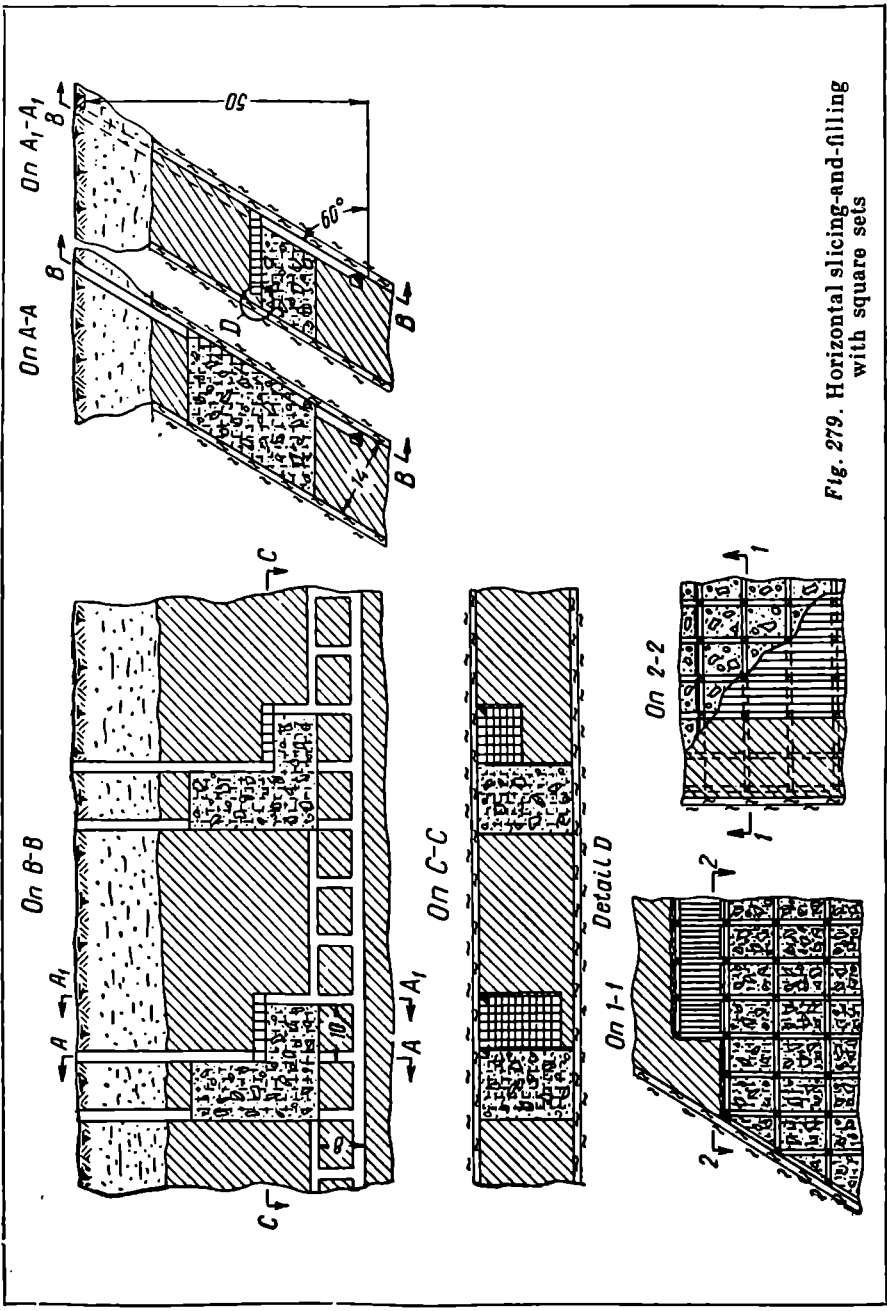 On B-B
A
A₁
C
C
8
10
A
A₁
On A-A
On A₁-A₁
B
B
D
50
60°
14
B
B
On C-C
Detail D
On 1-1
2
2
On 2-2
1
1
Fig. 279. Horizontal slicing-and-filling
with square sets